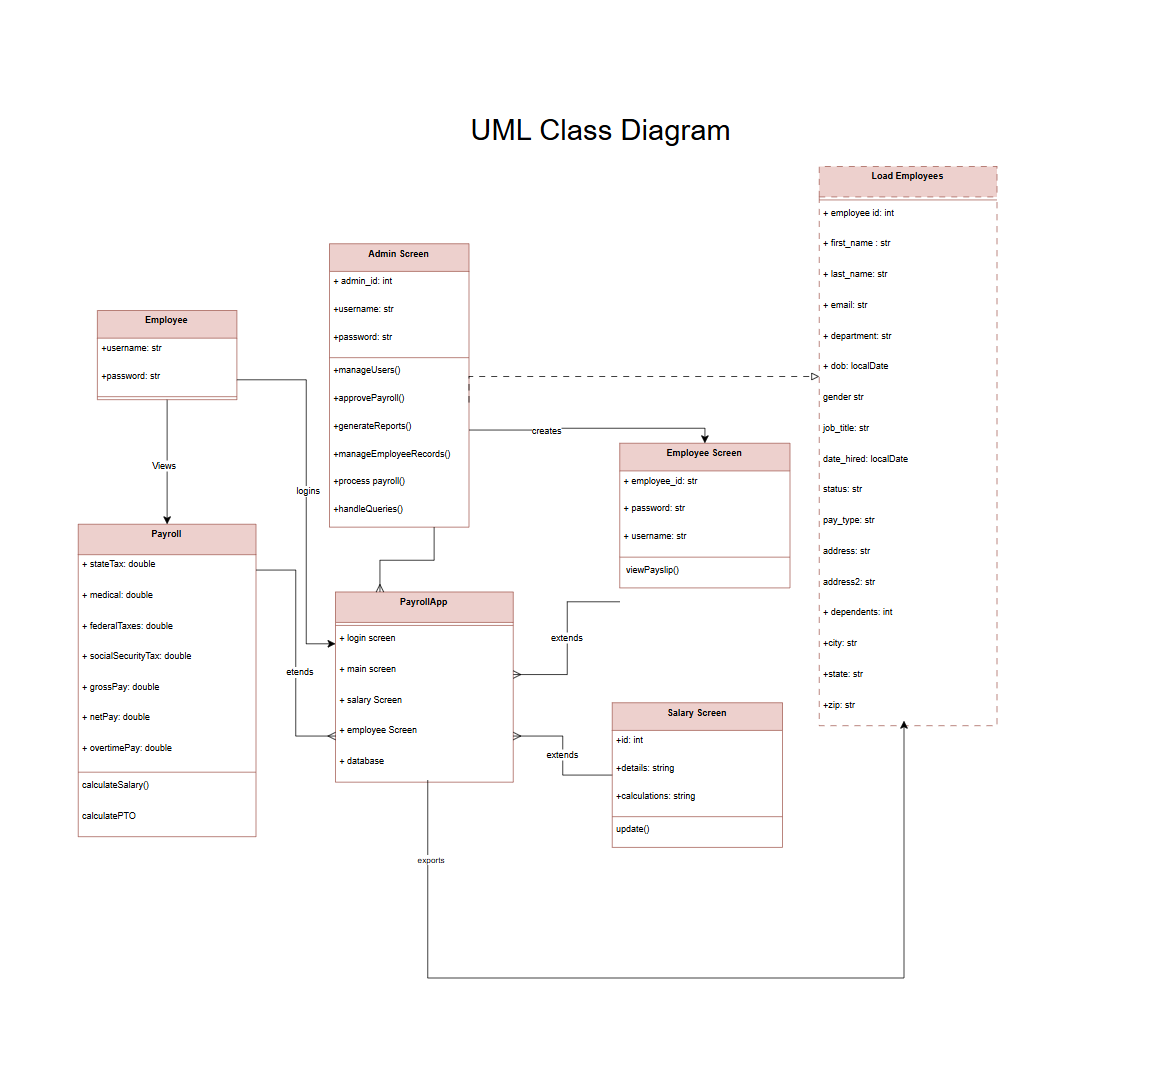 UML Class Diagram
Load Employees
+ employee id: int
+ first_name : str
+ last_name: str
+ email: str
+ department: str
+ dob: localDate
gender str
job_title: str
date_hired: localDate
status: str
pay_type: str
address: str
address2: str
+ dependents: int
+city: str
+state: str
+zip: str
Admin Screen
+ admin_id: int
+username: str
+password: str
+manageUsers()
+approvePayroll()
+generateReports()
+manageEmployeeRecords()
+process payroll()
+handleQueries()
Employee
+username: str
+password: str
Views
logins
creates
Employee Screen
+ employee_id: str
+ password: str
+ username: str
viewPayslip()
Payroll
+ stateTax: double
+ medical: double
+ federalTaxes: double
+ socialSecurityTax: double
+ grossPay: double
+ netPay: double
+ overtimePay: double
calculateSalary()
calculatePTO
etends
PayrollApp
+ login screen
+ main screen
+ salary Screen
+ employee Screen
+ database
extends
extends
Salary Screen
+id: int
+details: string
+calculations: string
update()
exports